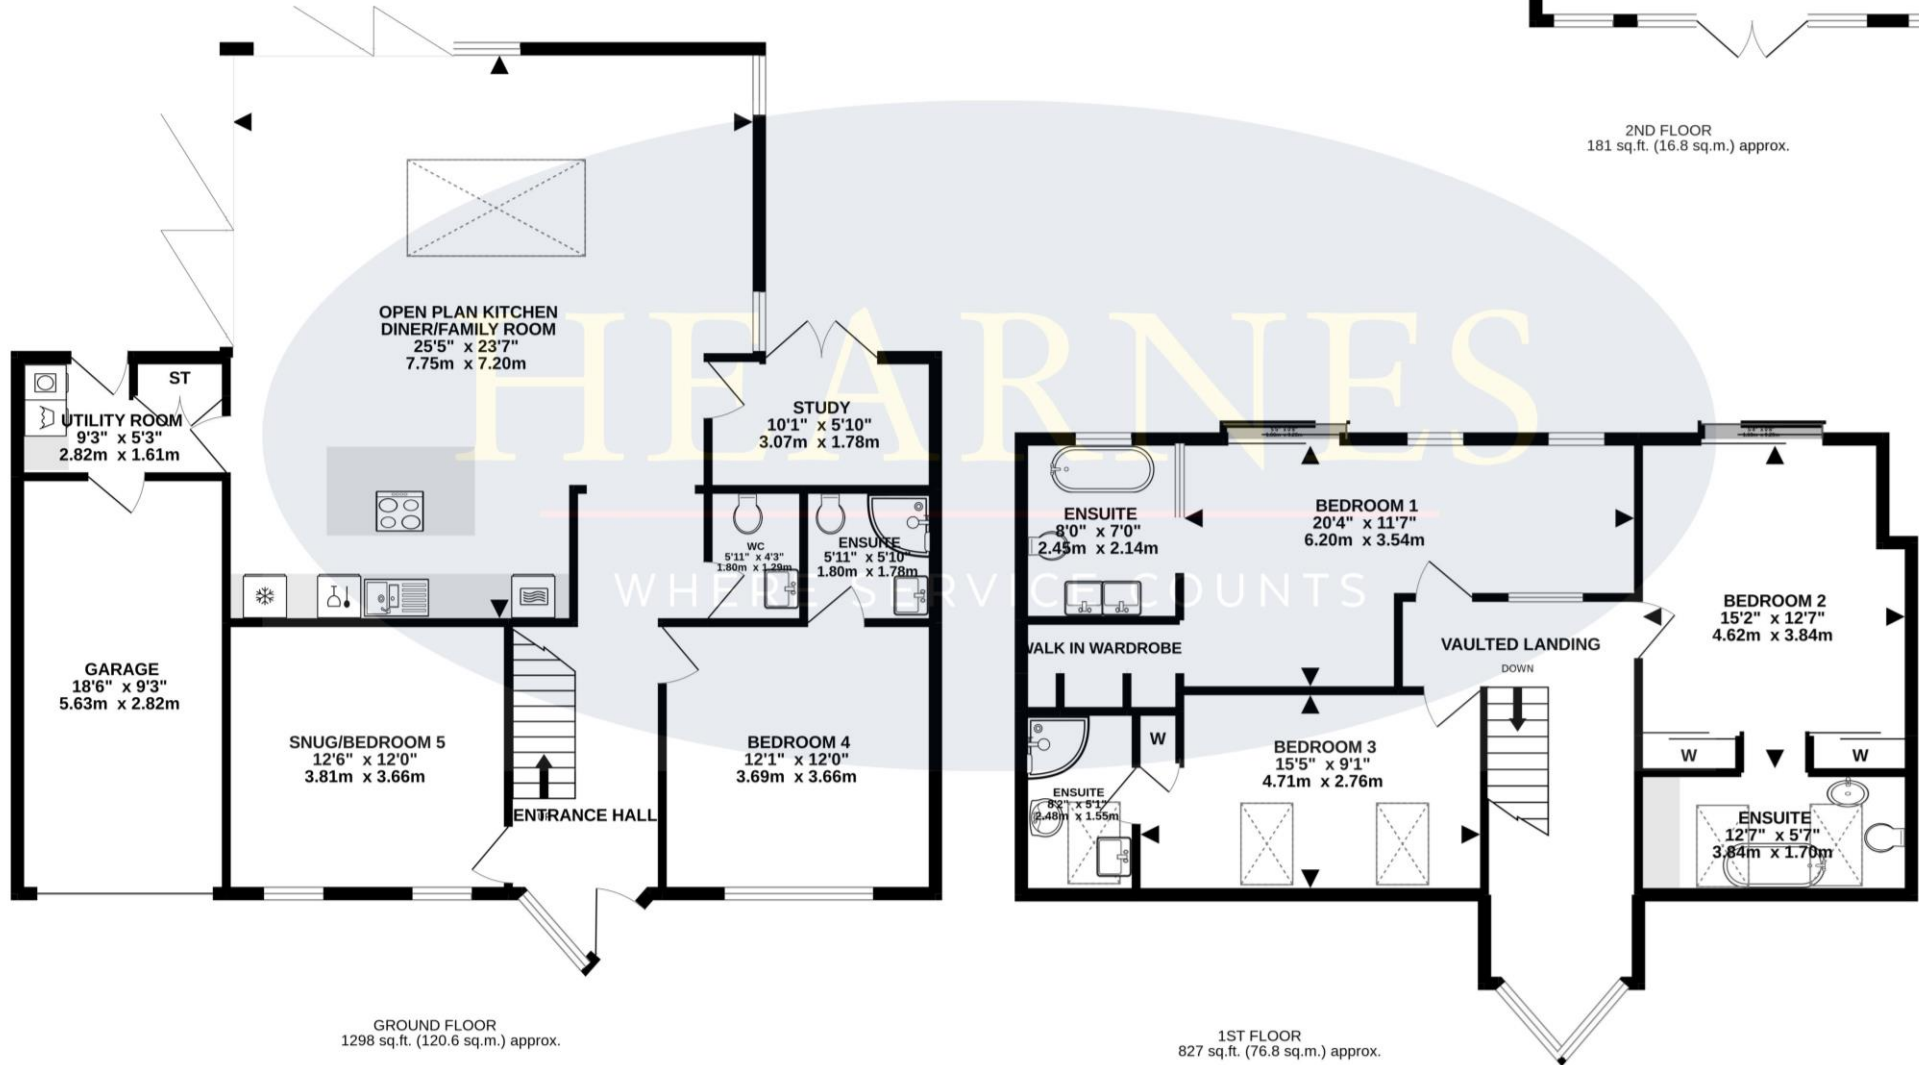 2ND FLOOR
181 sq.ft. (16.8 sq.m.) approx.
HEARNES
WHERE SERVICE COUNTS
OPEN PLAN KITCHEN
DINER/FAMILY ROOM
25'5" x 23'7"
7.75m x 7.20m
ST
UTILITY ROOM
9'3" x 5'3"
2.82m x 1.61m
STUDY
10'1" x 5'10"
3.07m x 1.78m
WC
5'11" x 4'3"
1.80m x 1.29m
ENSUITE
5'11" x 5'10"
1.80m x 1.78m
GARAGE
18'6" x 9'3"
5.63m x 2.82m
SNUG/BEDROOM 5
12'6" x 12'0"
3.81m x 3.66m
BEDROOM 4
12'1" x 12'0"
3.69m x 3.66m
ENTRANCE HALL
GROUND FLOOR
1298 sq.ft. (120.6 sq.m.) approx.
ENSUITE
8'0" x 7'0"
2.45m x 2.14m
BEDROOM 1
20'4" x 11'7"
6.20m x 3.54m
BEDROOM 2
15'2" x 12'7"
4.62m x 3.84m
WALK IN WARDROBE
VAULTED LANDING
DOWN
W
BEDROOM 3
15'5" x 9'1"
4.71m x 2.76m
W
W
ENSUITE
8'2" x 5'1"
2.48m x 1.55m
ENSUITE
12'7" x 5'7"
3.84m x 1.70m
1ST FLOOR
827 sq.ft. (76.8 sq.m.) approx.